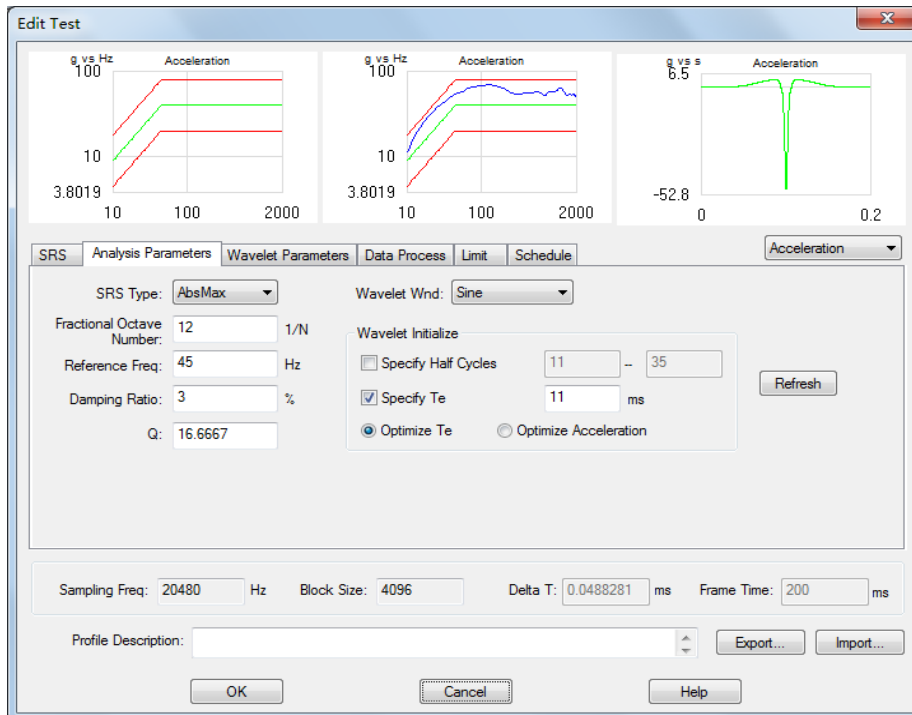 Edit Test
g vs Hz Acceleration
100
10
3.8019
10 100 2000
g vs Hz Acceleration
100
10
3.8019
10 100 2000
g vs s Acceleration
6.5
-52.8
0 0.2
SRS Analysis Parameters Wavelet Parameters Data Process Limit Schedule
Acceleration
SRS Type: AbsMax
Wavelet Wnd: Sine
Fractional Octave Number: 12 1/N
Reference Freq: 45 Hz
Damping Ratio: 3 %
Q: 16.6667
Wavelet Initialize
Specify Half Cycles 11 -- 35
Specify Te 11 ms
Optimize Te Optimize Acceleration
Refresh
Sampling Freq: 20480 Hz Block Size: 4096 Delta T: 0.0488281 ms Frame Time: 200 ms
Profile Description:
Export... Import...
OK Cancel Help